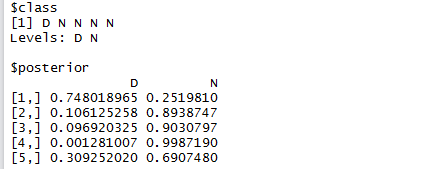 $class
[1] D N N N N
Levels: D N
$posterior
D N
[1,] 0.748018965 0.2519810
[2,] 0.106125258 0.8938747
[3,] 0.096920325 0.9030797
[4,] 0.001281007 0.9987190
[5,] 0.309252020 0.6907480